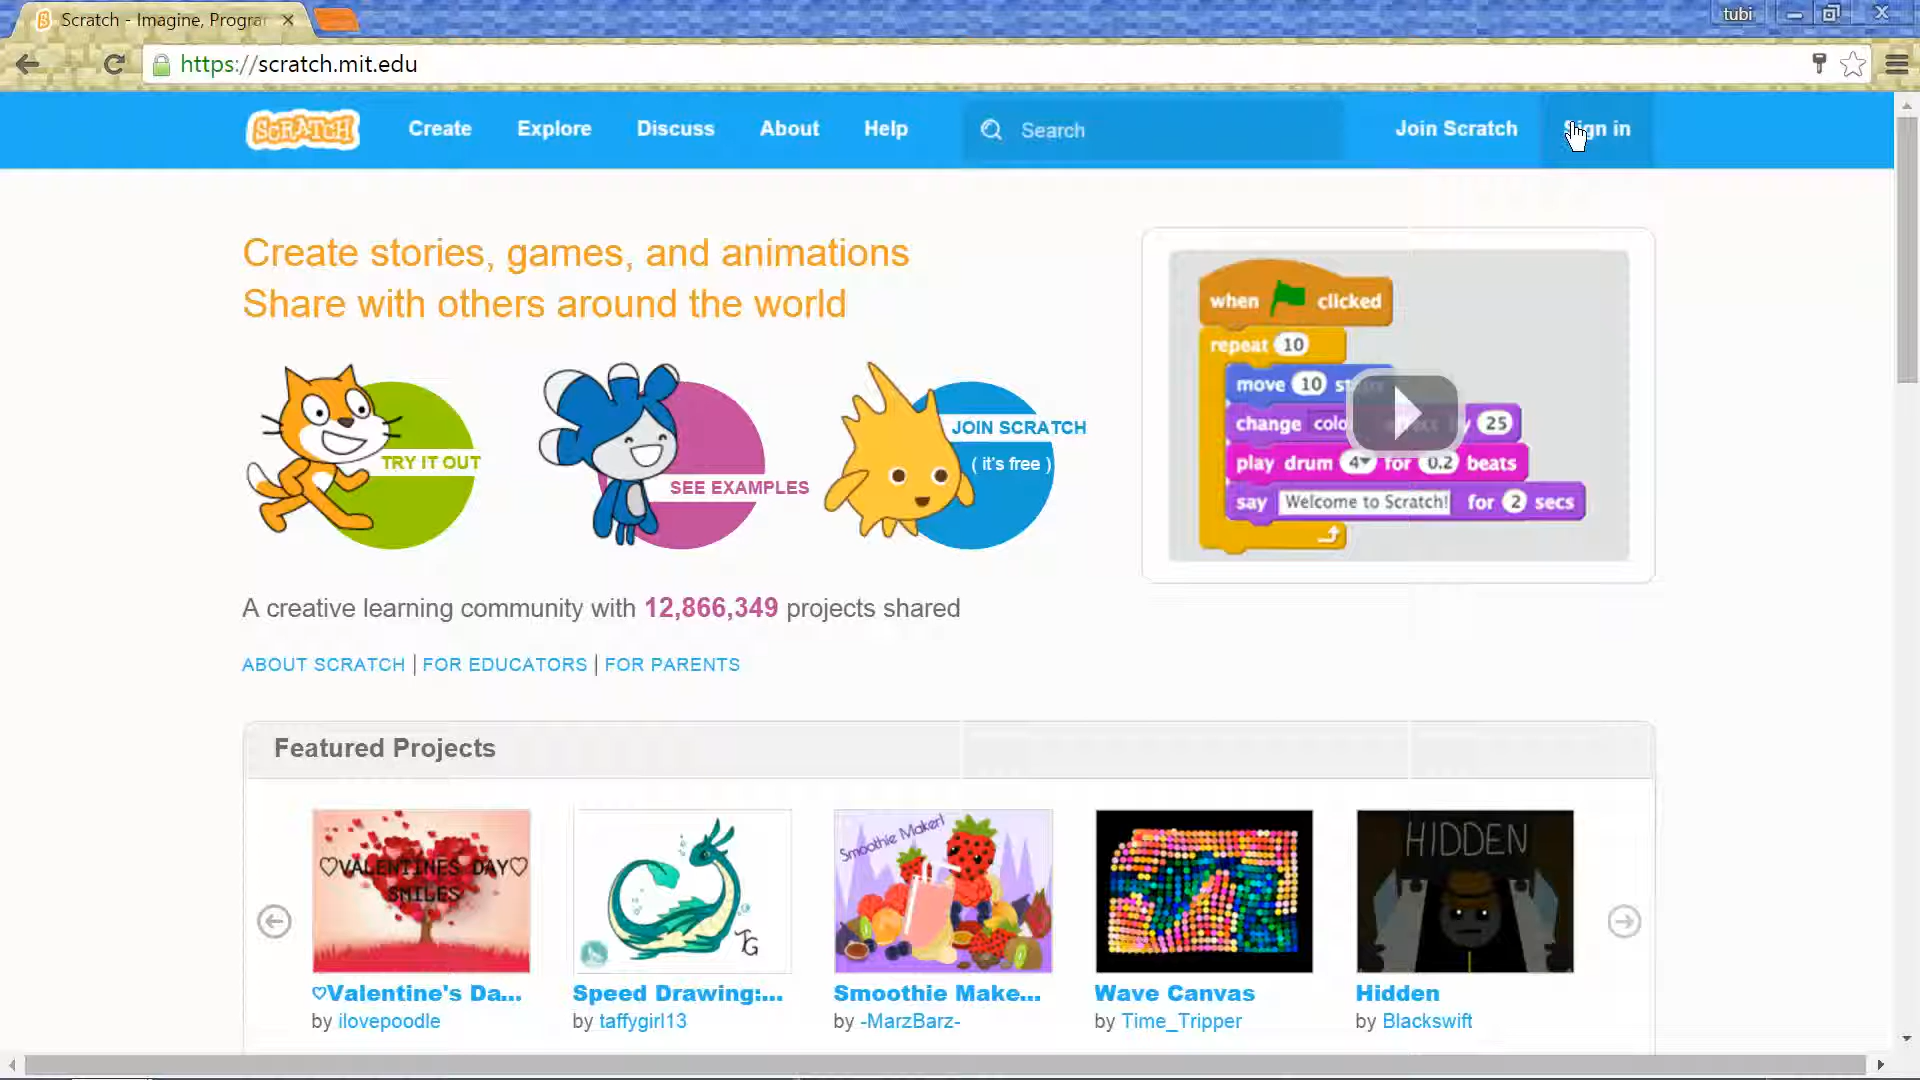 Scratch - Imagine, Progra
tubi
https://scratch.mit.edu
SCRATCH
Create
Explore
Discuss
About
Help
Search
Join Scratch
Sign in
Create stories, games, and animations
Share with others around the world
TRY IT OUT
SEE EXAMPLES
JOIN SCRATCH
( it's free )
when clicked
repeat 10
move 10
change 25
play drum 4 for 0.2 beats
say Welcome to Scratch! for 2 secs
A creative learning community with 12,866,349 projects shared
ABOUT SCRATCH | FOR EDUCATORS | FOR PARENTS
Featured Projects
♡VALENTINES DAY♡
SMILES
TG
Smoothie Maker!
HIDDEN
♡Valentine's Da...
by ilovepoodle
Speed Drawing:...
by taffygirl13
Smoothie Make...
by -MarzBarz-
Wave Canvas
by Time_Tripper
Hidden
by Blackswift